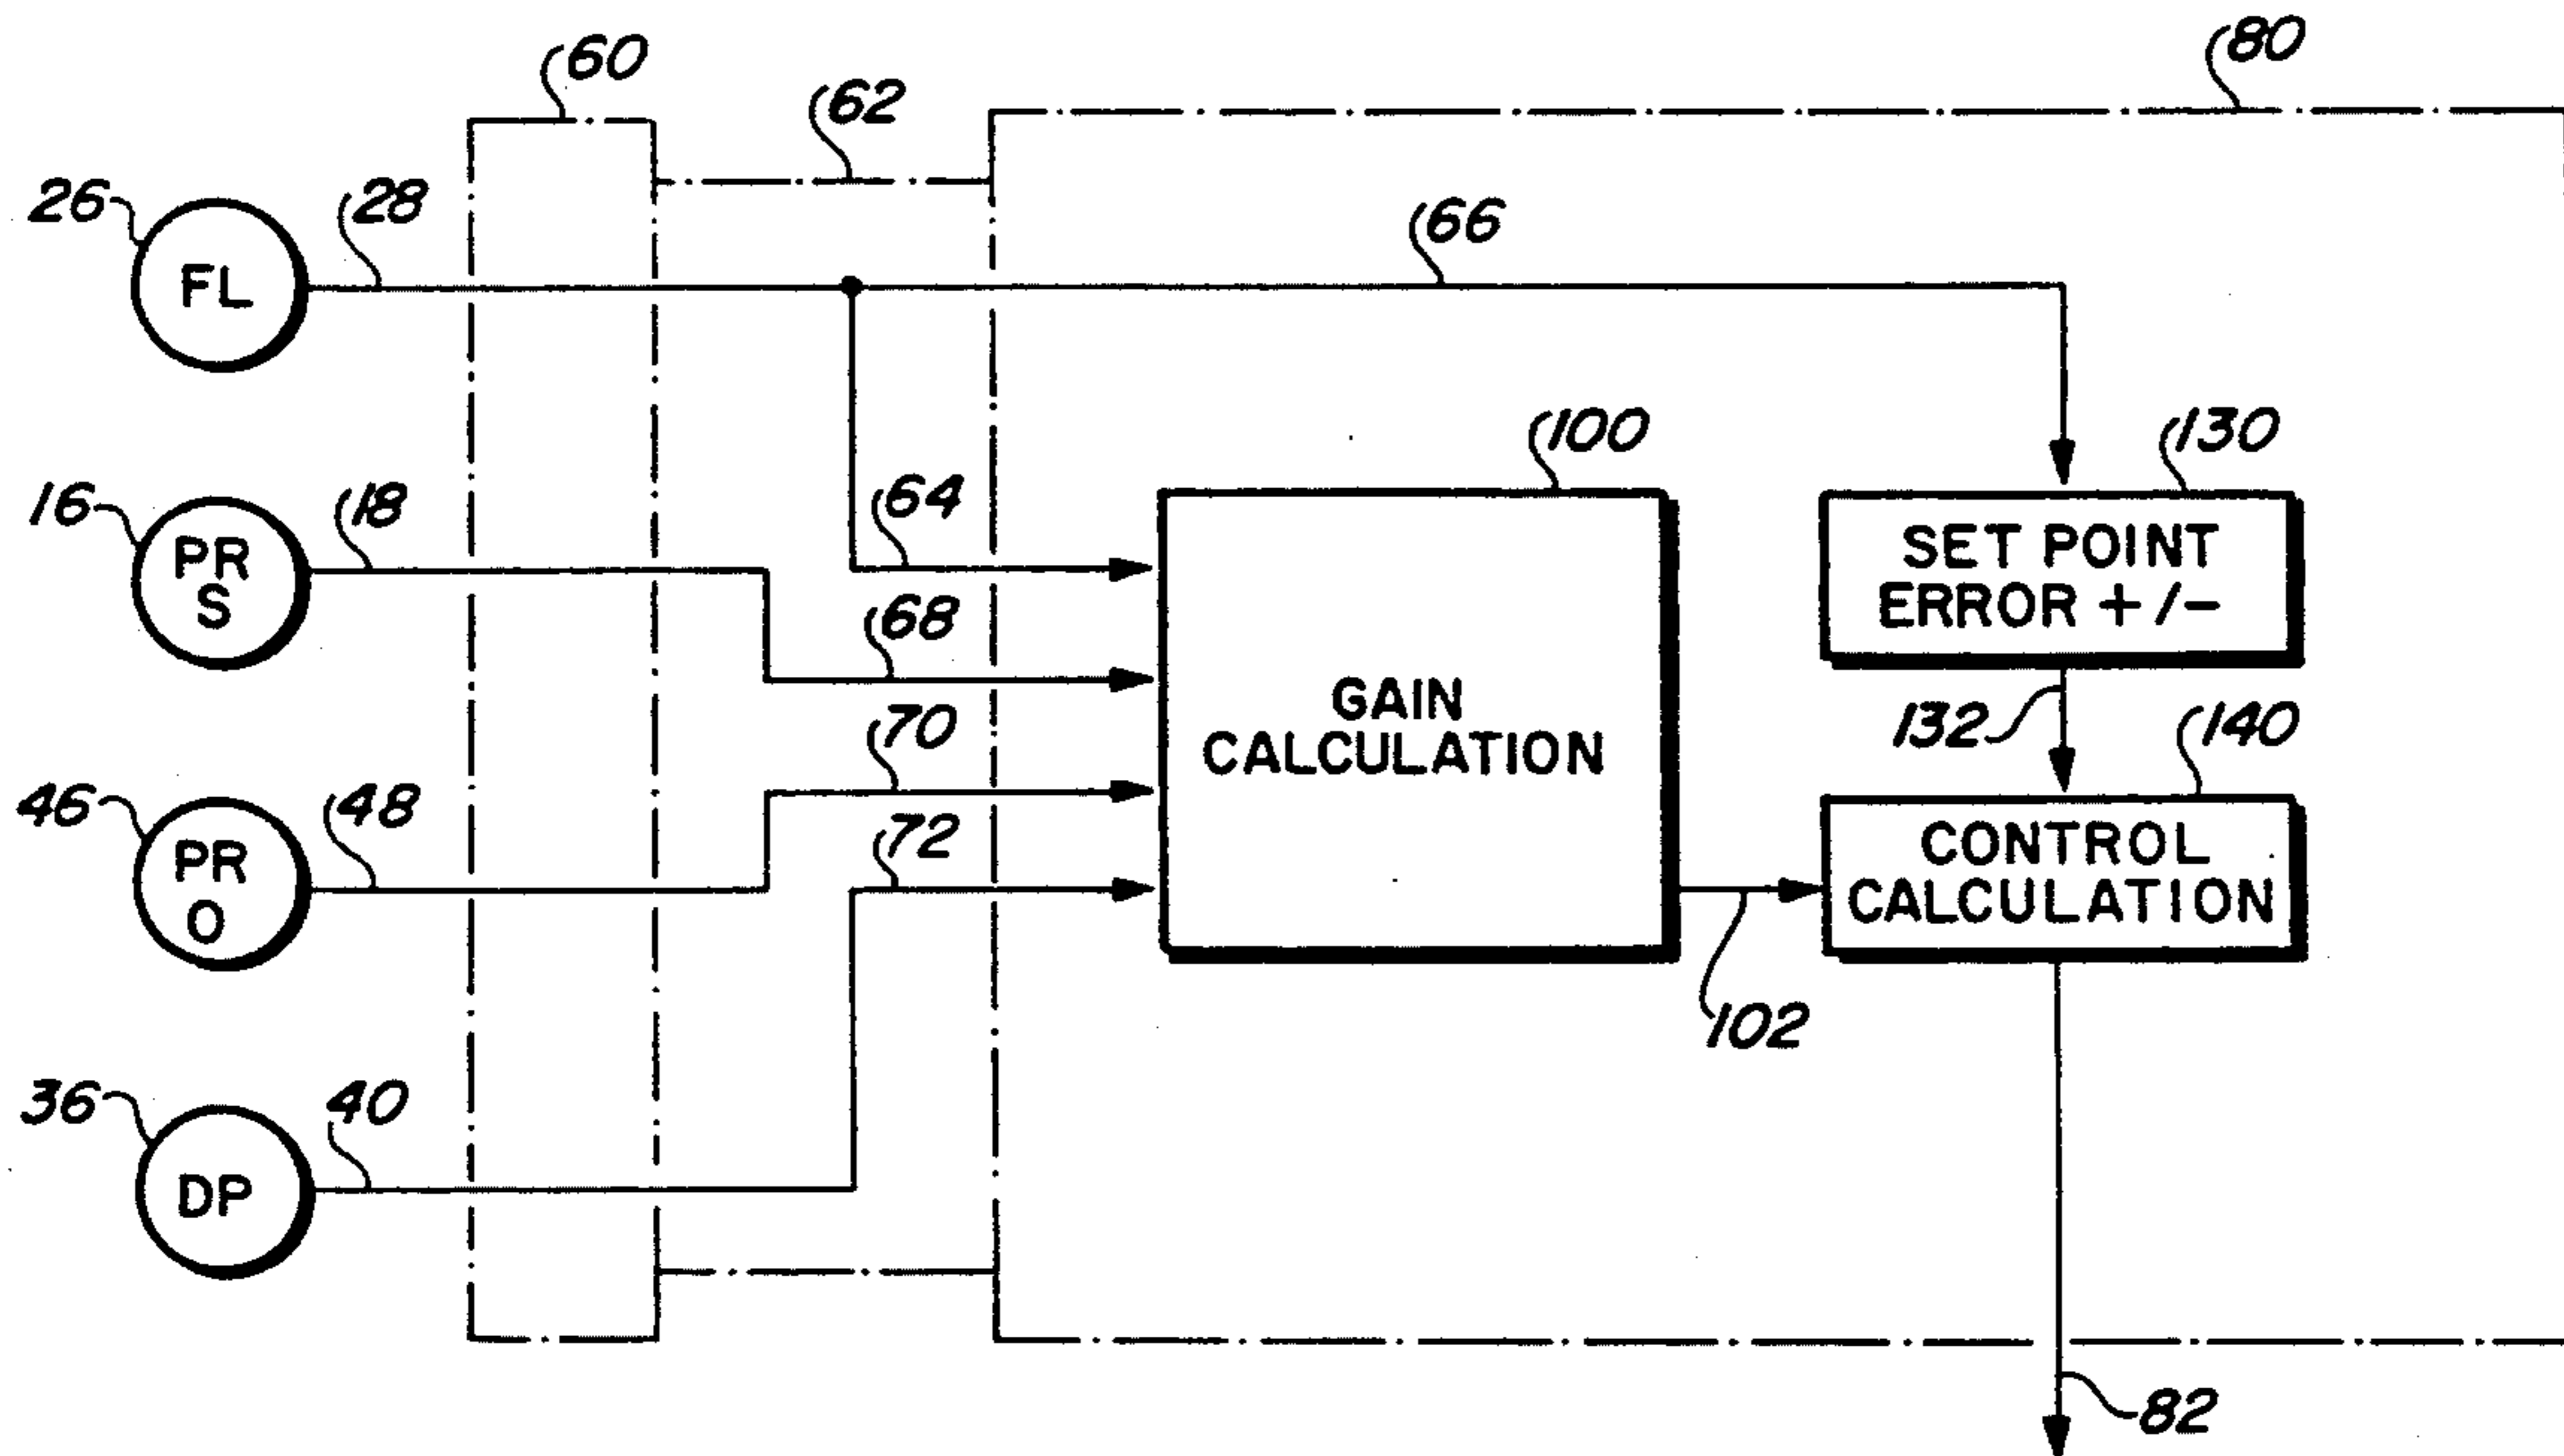 60
80
62
26
28
66
FL
100
130
16
18
64
PR
S
SET POINT
ERROR +/-
68
GAIN
CALCULATION
70
132
140
46
48
72
PR
O
CONTROL
CALCULATION
102
36
40
DP
82